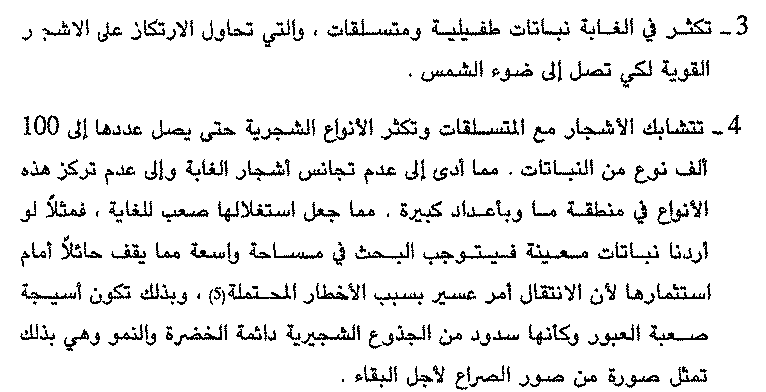 3 ـ تكثر في الغابة نباتات طفيلية ومتسلقات ، والتي تحاول الارتكاز على الاشجـ ر
القوية لكي تصل إلى ضوء الشمس .
4 ـ تتشابك الأشجار مع المتسلقات وتكثر الأنواع الشجرية حتى يصل عددها إلى 100
ألف نوع من النباتات . مما أدى إلى عدم تجانس أشجار الغابة وإلى عدم تركز هذه
الأنواع في منطقة ما وبأعداد كبيرة . مما جعل استغلالها صعب للغاية ، فمثلاً لو
أردنا نباتات معينة فيتوجب البحث في مساحة واسعة مما يقف حائلاً أمام
استثمارها لأن الانتقال أمر عسير بسبب الأخطار المحتملة(5) ، وبذلك تكون أسيجة
صعبة العبور وكأنها سدود من الجذوع الشجيرية دائمة الخضرة والنمو وهي بذلك
تمثل صورة من صور الصراع لأجل البقاء .